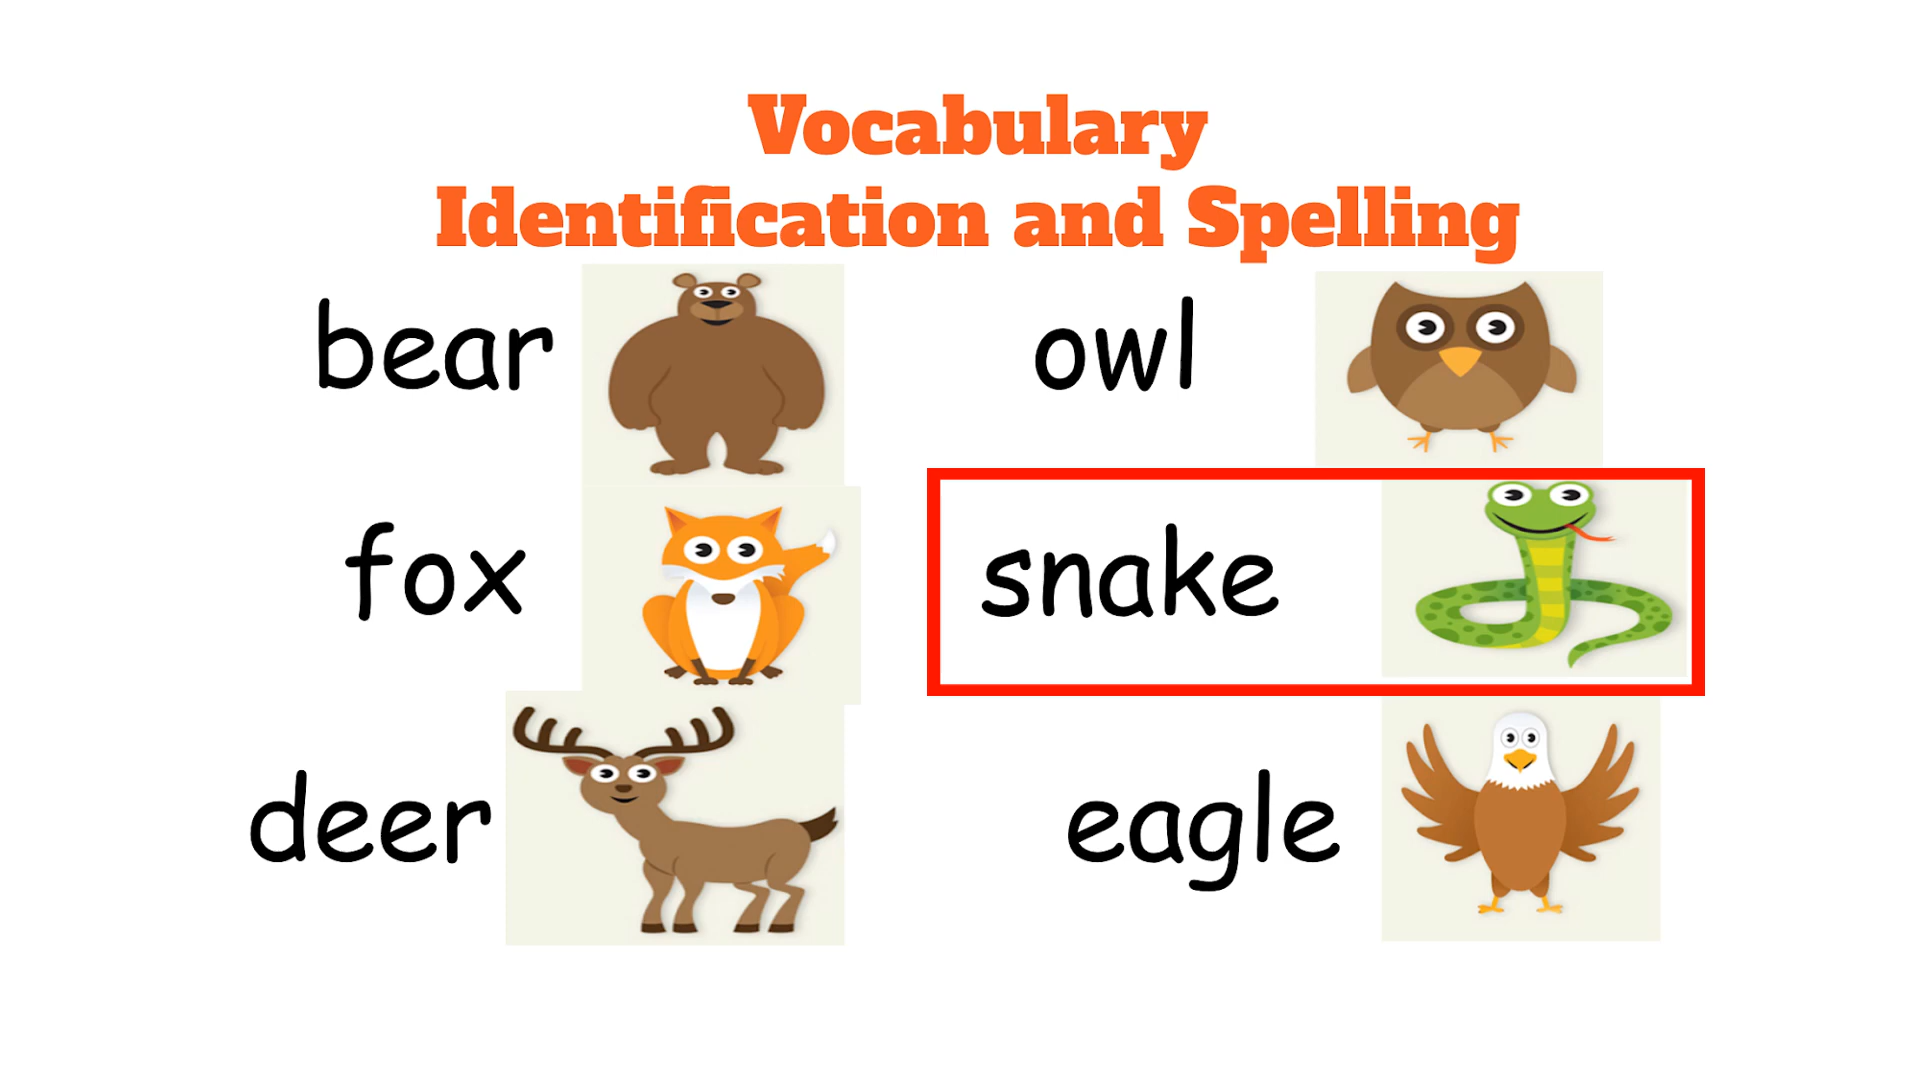 Vocabulary
Identification and Spelling
bear
owl
fox
snake
deer
eagle